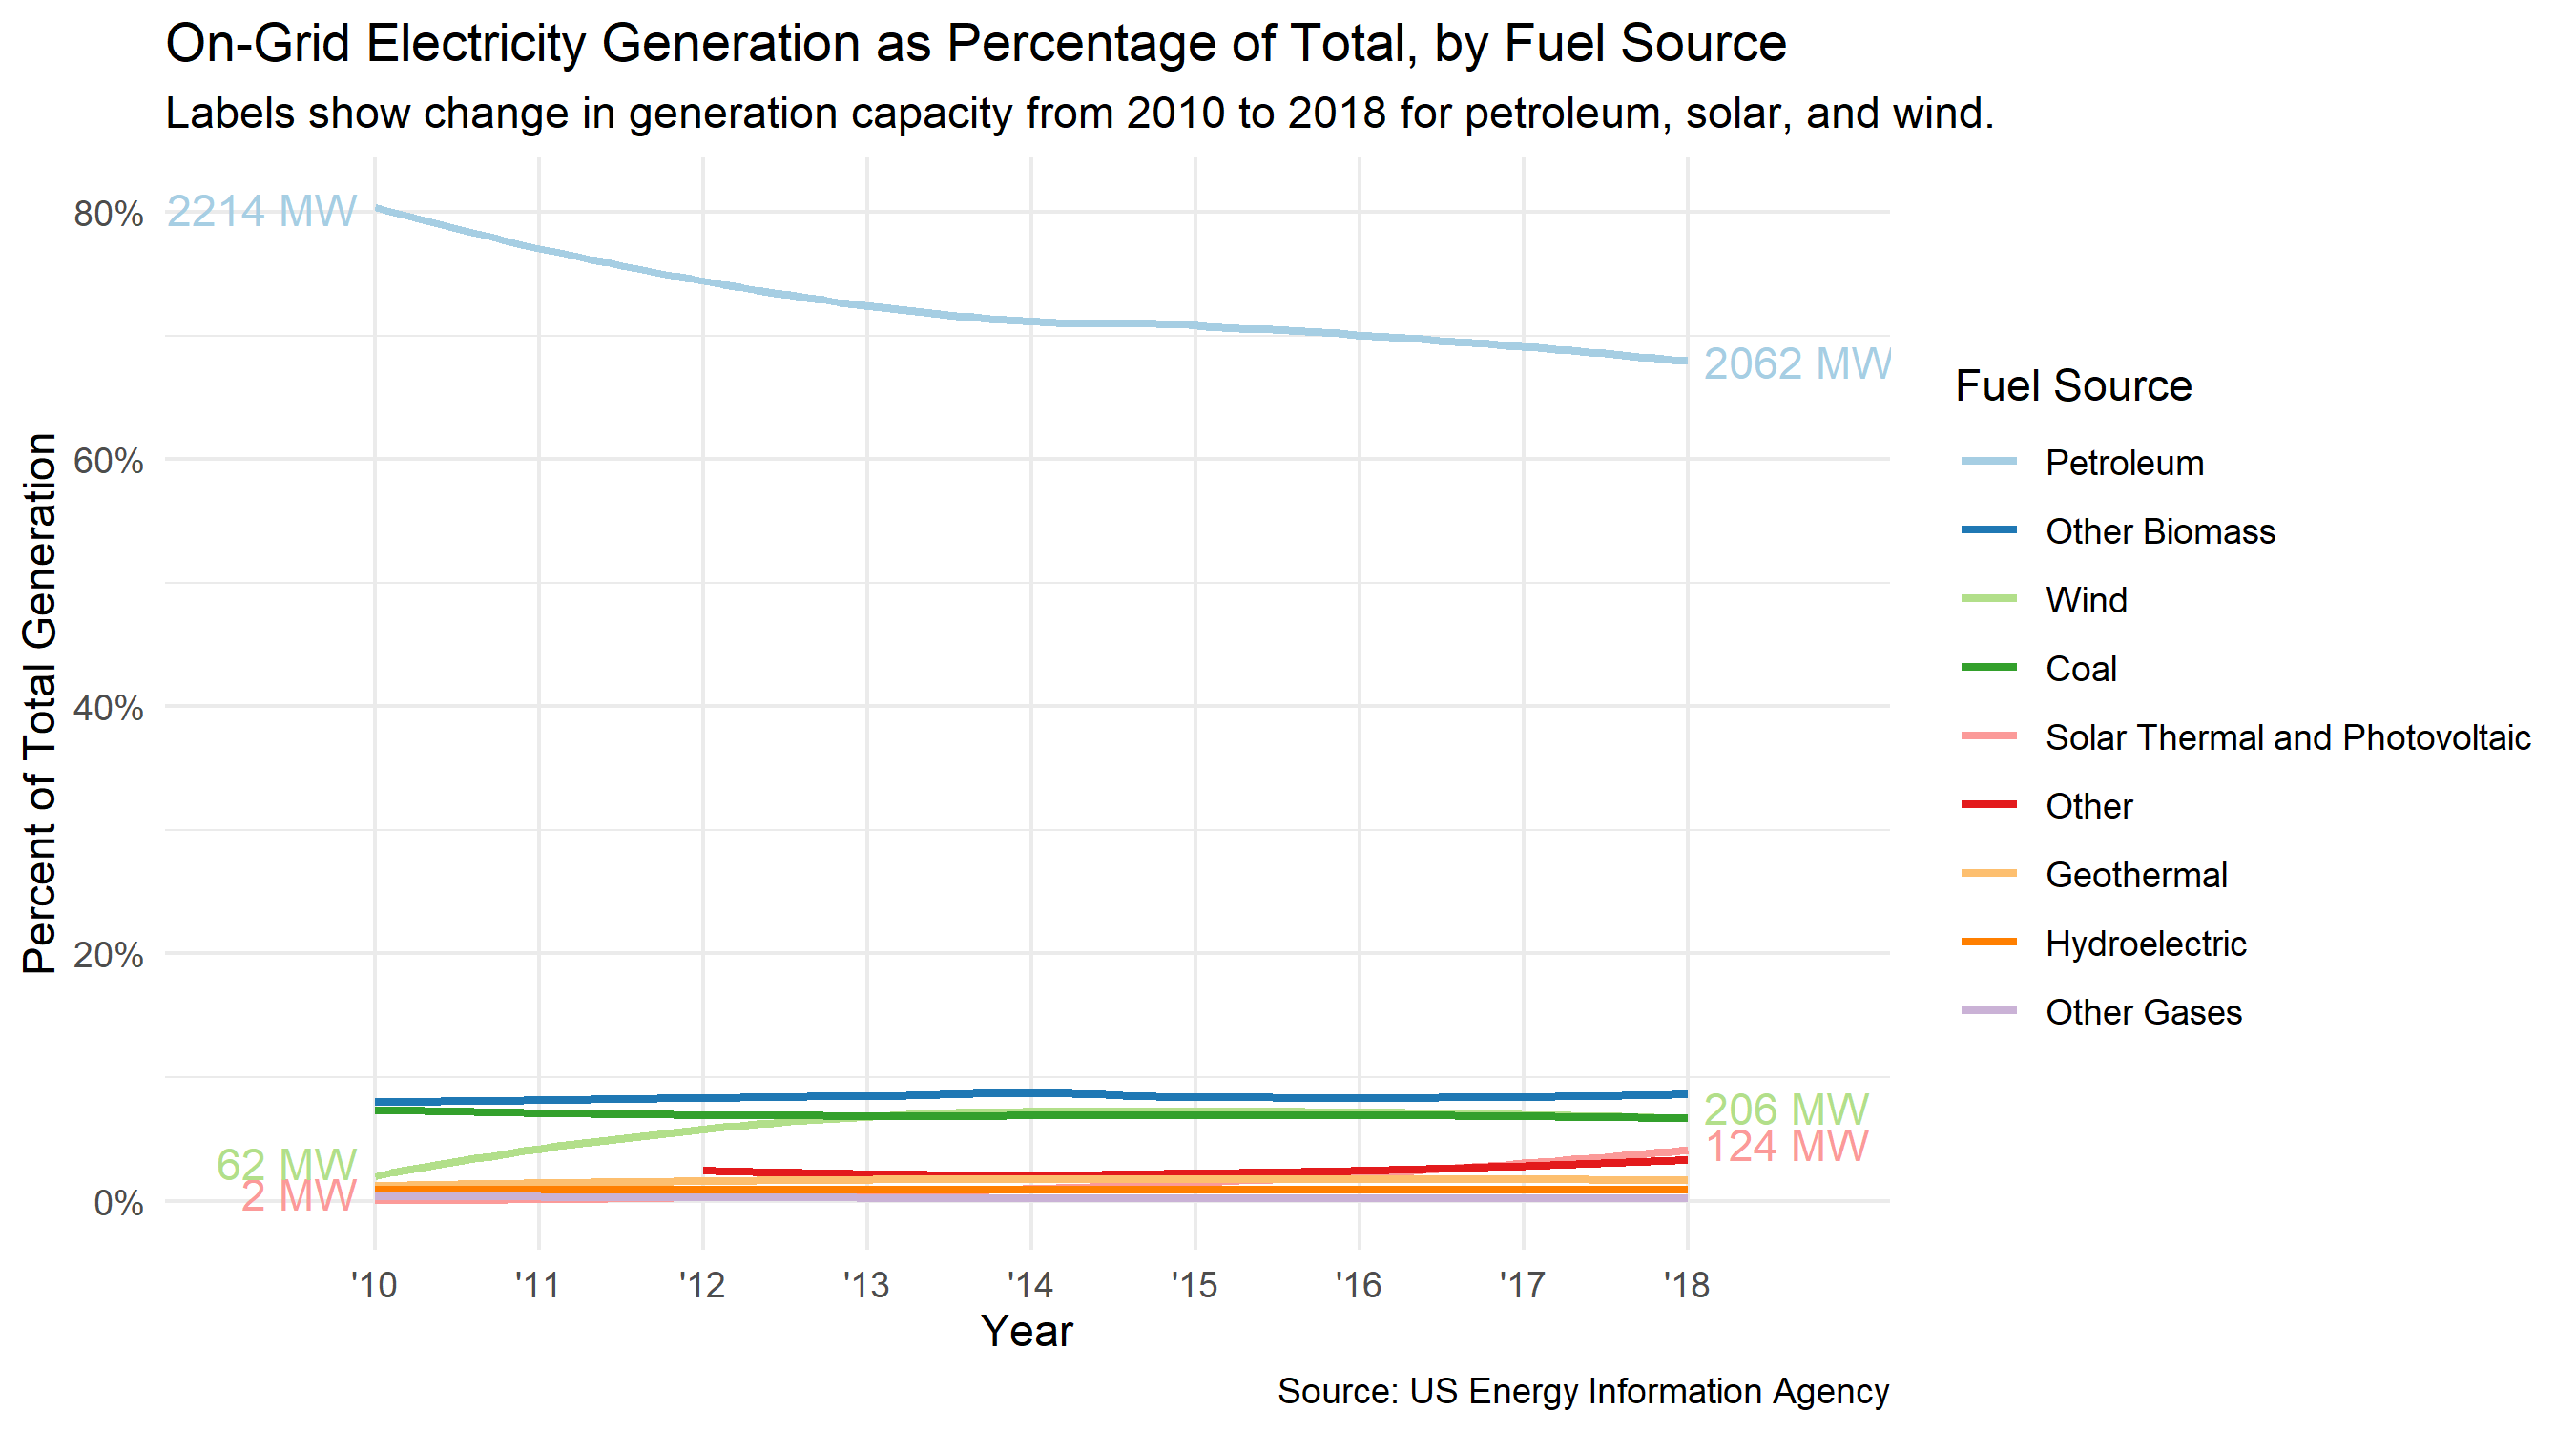 On-Grid Electricity Generation as Percentage of Total, by Fuel Source
Labels show change in generation capacity from 2010 to 2018 for petroleum, solar, and wind.
Percent of Total Generation
80%
60%
40%
20%
0%
2214 MW
2062 MW
62 MW
2 MW
206 MW
124 MW
'10
'11
'12
'13
'14
'15
'16
'17
'18
Year
Fuel Source
Petroleum
Other Biomass
Wind
Coal
Solar Thermal and Photovoltaic
Other
Geothermal
Hydroelectric
Other Gases
Source: US Energy Information Agency